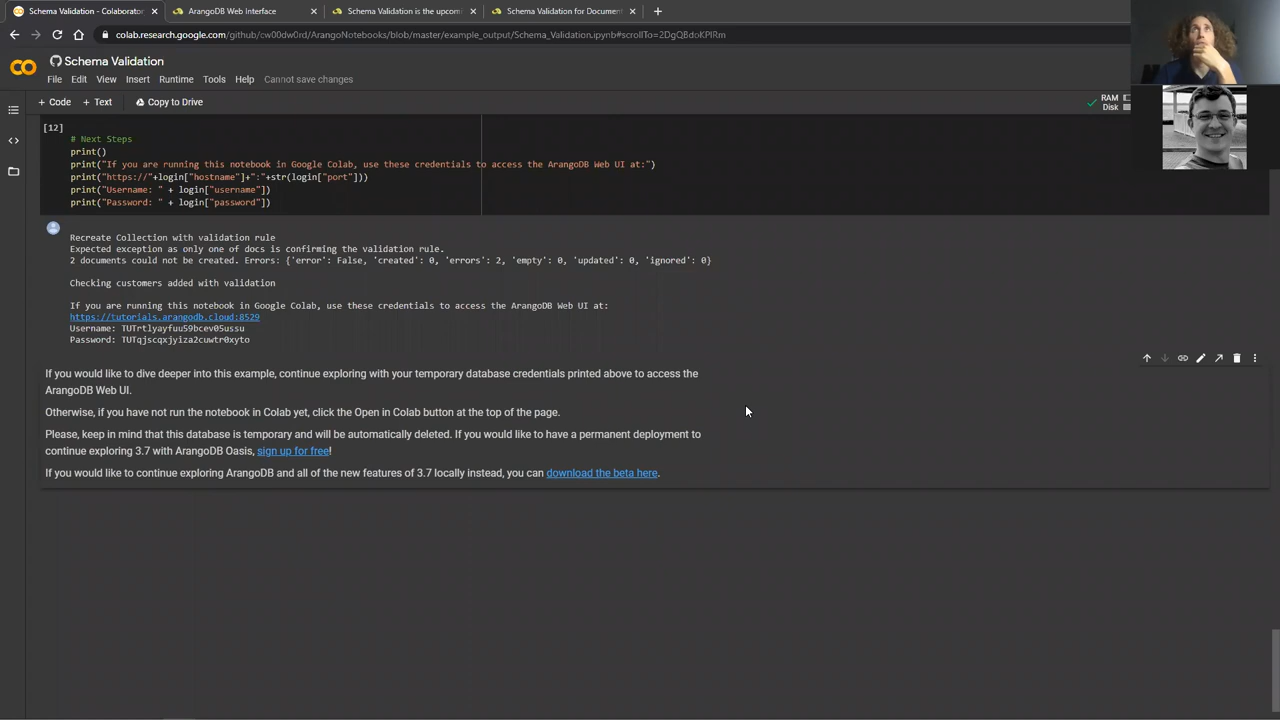 Schema Validation - Colaborator
ArangoDB Web Interface
Schema Validation is the upcom
Schema Validation for Document
colab.research.google.com/github/cw00dw0rd/ArangoNotebooks/blob/master/example_output/Schema_Validation.ipynb#scrollTo=2DgQBdoKPlRm
Schema Validation
File Edit View Insert Runtime Tools Help Cannot save changes
+ Code + Text Copy to Drive
RAM
Disk
[12]
# Next Steps
print()
print("If you are running this notebook in Google Colab, use these credentials to access the ArangoDB Web UI at:")
print("https://"+login["hostname"]+":"+str(login["port"]))
print("Username: " + login["username"])
print("Password: " + login["password"])
Recreate Collection with validation rule
Expected exception as only one of docs is confirming the validation rule.
2 documents could not be created. Errors: {'error': False, 'created': 0, 'errors': 2, 'empty': 0, 'updated': 0, 'ignored': 0}
Checking customers added with validation
If you are running this notebook in Google Colab, use these credentials to access the ArangoDB Web UI at:
https://tutorials.arangodb.cloud:8529
Username: TUTrtlyayfuu59bcev05ussu
Password: TUTqjscqxjyiza2cuwtr0xyto
If you would like to dive deeper into this example, continue exploring with your temporary database credentials printed above to access the
ArangoDB Web UI.
Otherwise, if you have not run the notebook in Colab yet, click the Open in Colab button at the top of the page.
Please, keep in mind that this database is temporary and will be automatically deleted. If you would like to have a permanent deployment to
continue exploring 3.7 with ArangoDB Oasis, sign up for free!
If you would like to continue exploring ArangoDB and all of the new features of 3.7 locally instead, you can download the beta here.